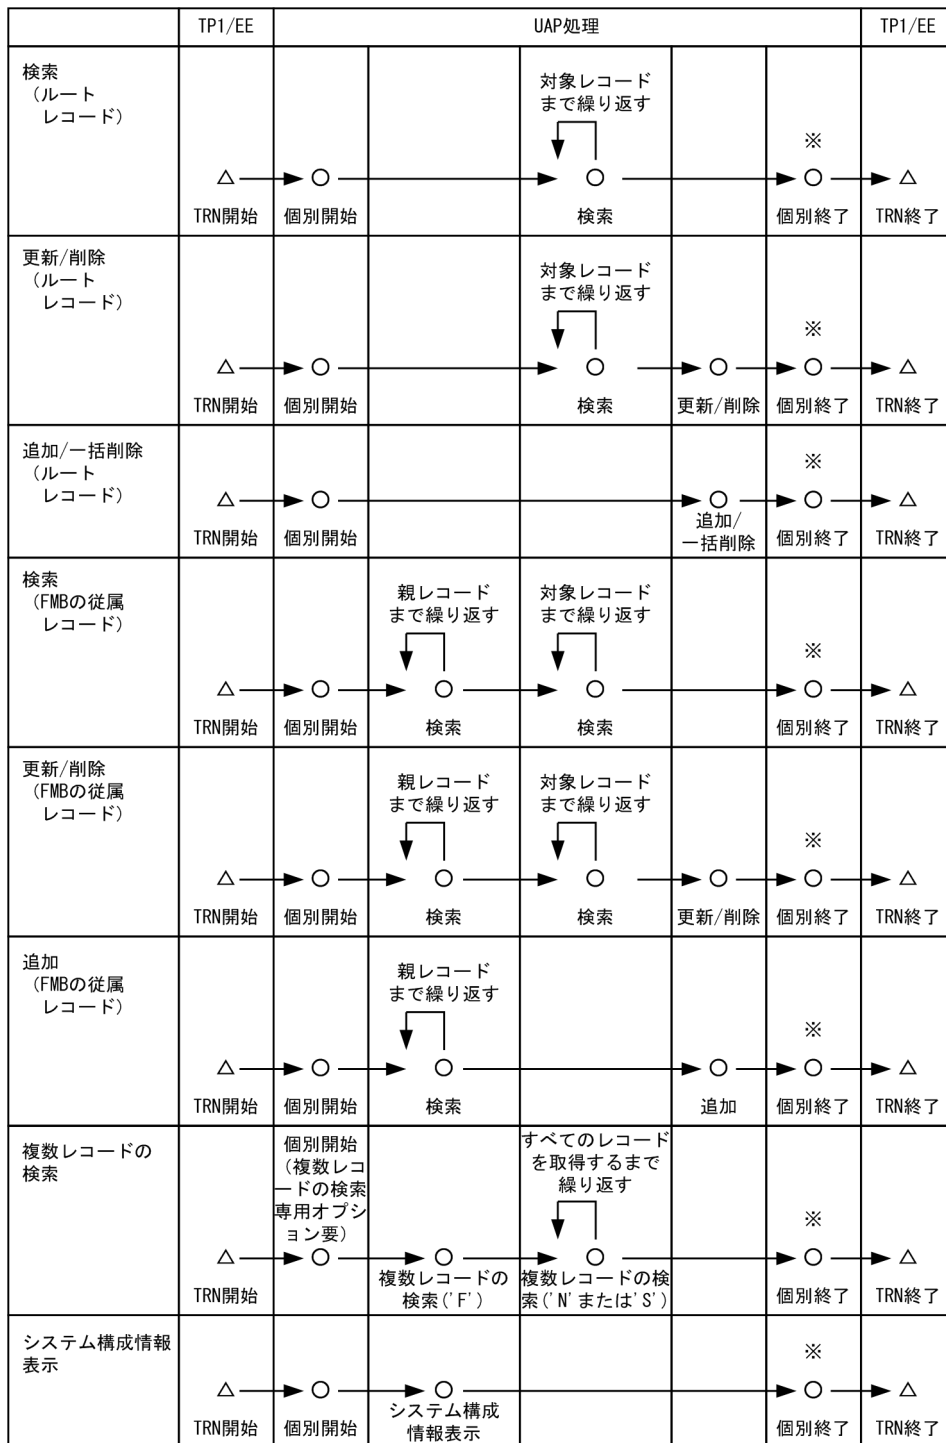 TP1/EE
UAP処理
TP1/EE
検索
(ルート
レコード)
対象レコード
まで繰り返す
※
TRN開始
個別開始
検索
個別終了
TRN終了
更新/削除
(ルート
レコード)
対象レコード
まで繰り返す
※
TRN開始
個別開始
検索
更新/削除
個別終了
TRN終了
追加/一括削除
(ルート
レコード)
※
TRN開始
個別開始
追加/
一括削除
個別終了
TRN終了
検索
(FMBの従属
レコード)
親レコード
まで繰り返す
対象レコード
まで繰り返す
※
TRN開始
個別開始
検索
検索
個別終了
TRN終了
更新/削除
(FMBの従属
レコード)
親レコード
まで繰り返す
対象レコード
まで繰り返す
※
TRN開始
個別開始
検索
検索
更新/削除
個別終了
TRN終了
追加
(FMBの従属
レコード)
親レコード
まで繰り返す
※
TRN開始
個別開始
検索
追加
個別終了
TRN終了
複数レコードの
検索
個別開始
(複数レコ
ードの検索
専用オプシ
ョン要)
すべてのレコード
を取得するまで
繰り返す
※
TRN開始
複数レコードの
検索('F')
複数レコードの検
索('N'または'S')
個別終了
TRN終了
システム構成情報
表示
※
TRN開始
個別開始
システム構成
情報表示
個別終了
TRN終了